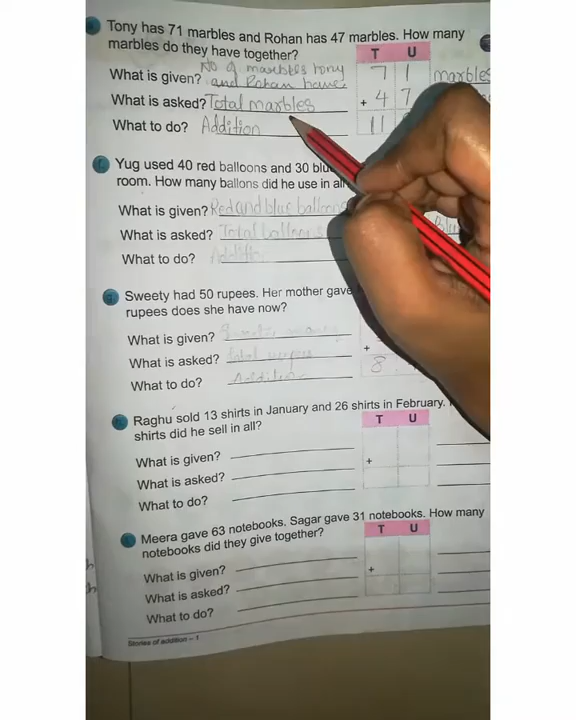 Tony has 71 marbles and Rohan has 47 marbles. How many
marbles do they have together?
T U
What is given? No of marbles tony
and Rohan have
7 1 marbles
What is asked? Total marbles
+ 4 7
What to do? Addition
11
Yug used 40 red balloons and 30 blue
room. How many ballons did he use in all
What is given? Red and blue balloons
What is asked? Total balloons
What to do? Addition
Sweety had 50 rupees. Her mother gave
rupees does she have now?
What is given?
What is asked? total rupees
+
What to do? Addition
8
Raghu sold 13 shirts in January and 26 shirts in February.
shirts did he sell in all?
T U
What is given?
+
What is asked?
What to do?
Meera gave 63 notebooks. Sagar gave 31 notebooks. How many
notebooks did they give together?
T U
What is given?
+
What is asked?
What to do?
Stories of addition – 1